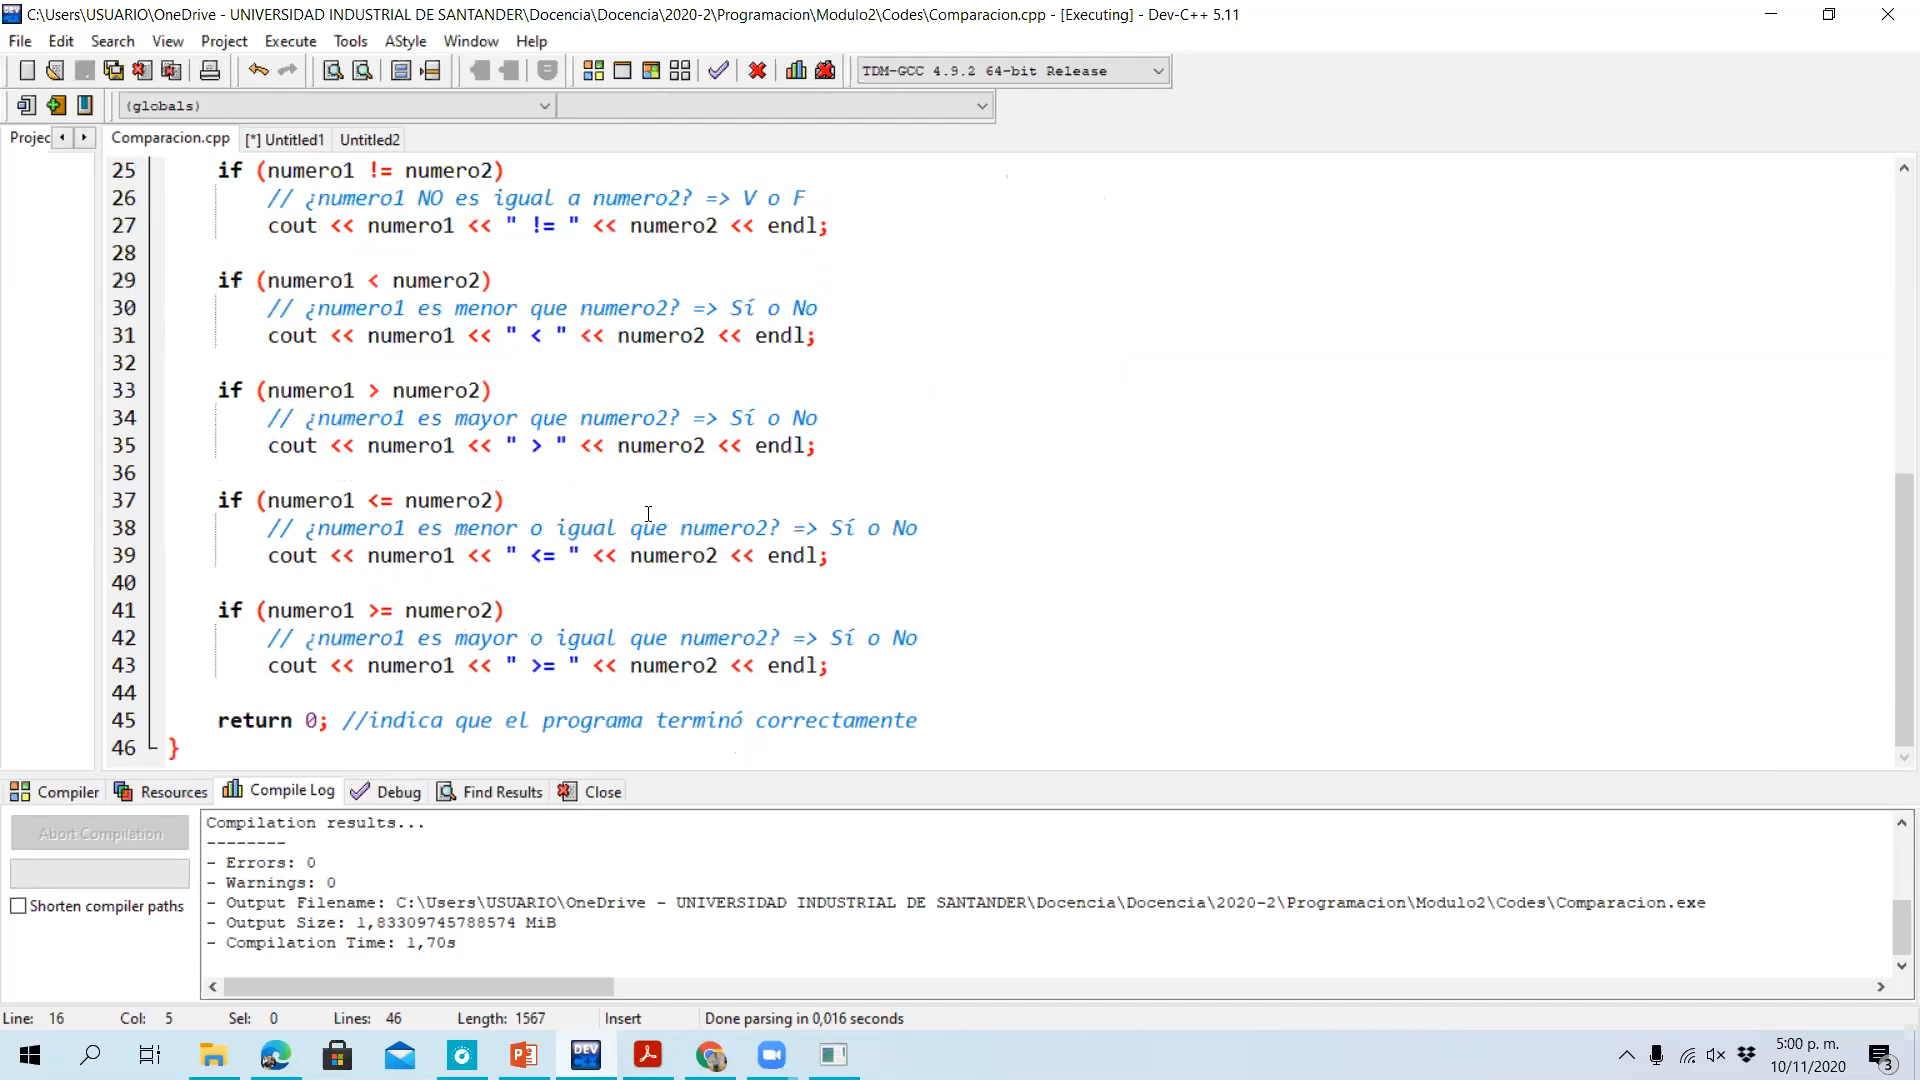 C:\Users\USUARIO\OneDrive - UNIVERSIDAD INDUSTRIAL DE SANTANDER\Docencia\Docencia\2020-2\Programacion\Modulo2\Codes\Comparacion.cpp - [Executing] - Dev-C++ 5.11
File Edit Search View Project Execute Tools AStyle Window Help
TDM-GCC 4.9.2 64-bit Release
(globals)
Projec Comparacion.cpp [*] Untitled1 Untitled2
25 if (numero1 != numero2)
26 // ¿numero1 NO es igual a numero2? => V o F
27 cout << numero1 << " != " << numero2 << endl;
28
29 if (numero1 < numero2)
30 // ¿numero1 es menor que numero2? => Sí o No
31 cout << numero1 << " < " << numero2 << endl;
32
33 if (numero1 > numero2)
34 // ¿numero1 es mayor que numero2? => Sí o No
35 cout << numero1 << " > " << numero2 << endl;
36
37 if (numero1 <= numero2)
38 // ¿numero1 es menor o igual que numero2? => Sí o No
39 cout << numero1 << " <= " << numero2 << endl;
40
41 if (numero1 >= numero2)
42 // ¿numero1 es mayor o igual que numero2? => Sí o No
43 cout << numero1 << " >= " << numero2 << endl;
44
45 return 0; //indica que el programa terminó correctamente
46 }
Compiler Resources Compile Log Debug Find Results Close
Abort Compilation
Shorten compiler paths
Compilation results...
--------
- Errors: 0
- Warnings: 0
- Output Filename: C:\Users\USUARIO\OneDrive - UNIVERSIDAD INDUSTRIAL DE SANTANDER\Docencia\Docencia\2020-2\Programacion\Modulo2\Codes\Comparacion.exe
- Output Size: 1,83309745788574 MiB
- Compilation Time: 1,70s
Line: 16 Col: 5 Sel: 0 Lines: 46 Length: 1567 Insert Done parsing in 0,016 seconds
DEV
5:00 p. m.
10/11/2020
3